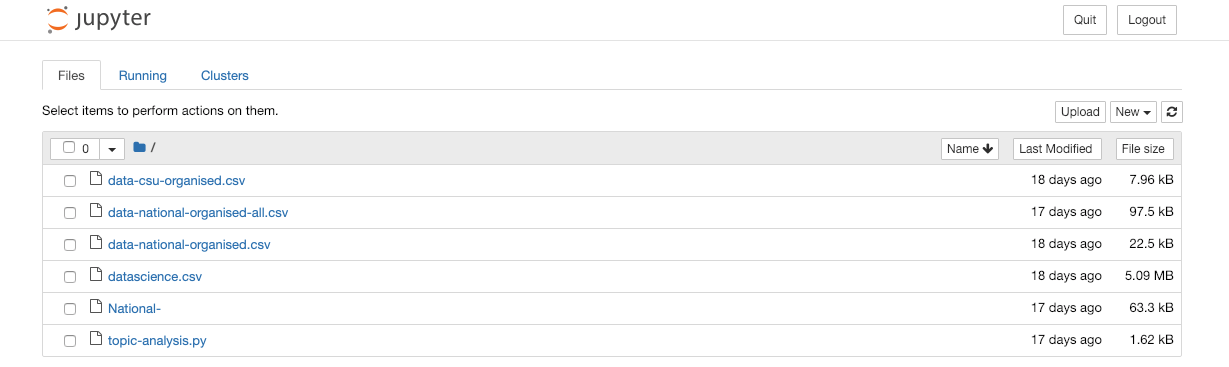 jupyter Quit Logout
Files Running Clusters
Select items to perform actions on them. Upload New
0 / Name Last Modified File size
data-csu-organised.csv 18 days ago 7.96 kB
data-national-organised-all.csv 17 days ago 97.5 kB
data-national-organised.csv 18 days ago 22.5 kB
datascience.csv 18 days ago 5.09 MB
National- 17 days ago 63.3 kB
topic-analysis.py 17 days ago 1.62 kB